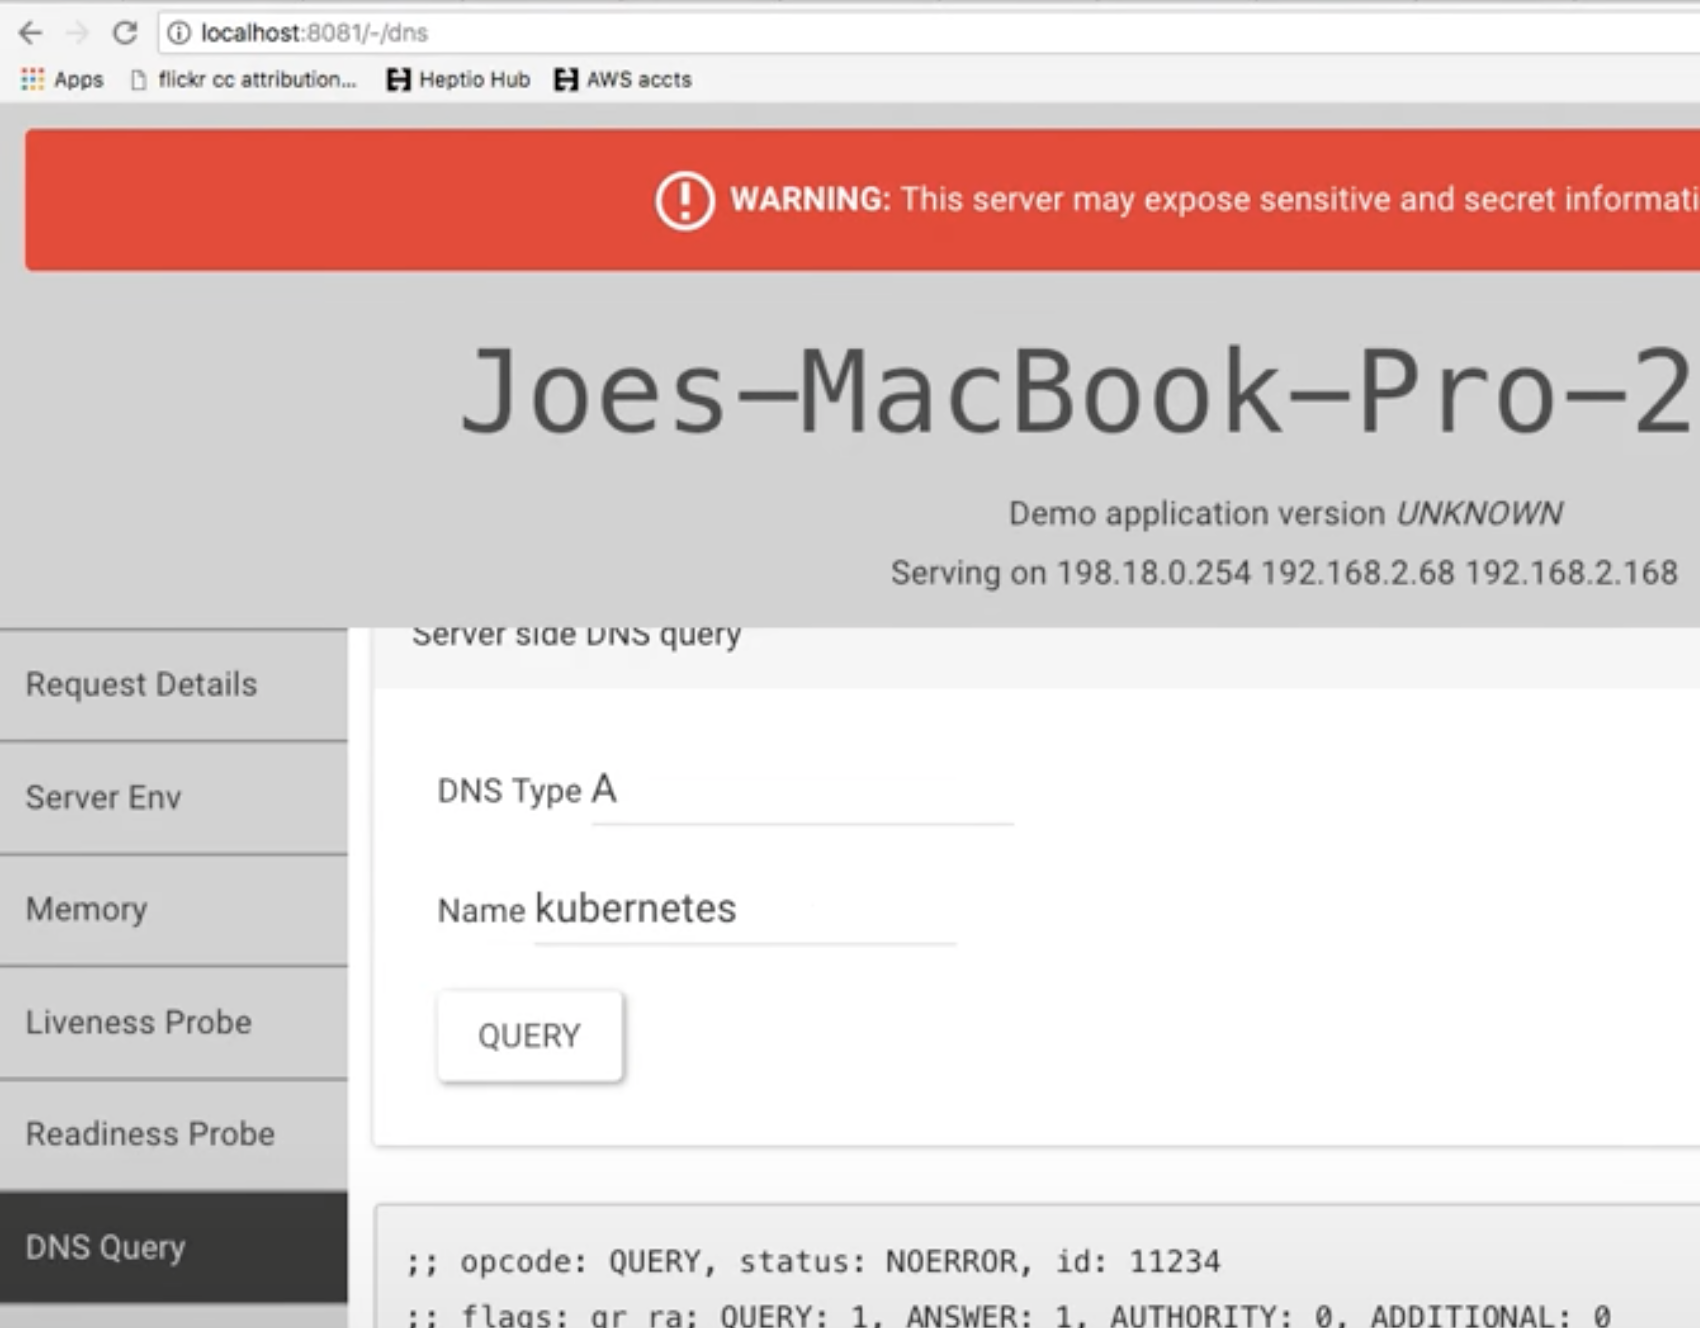 localhost:8081/-/dns
Apps flickr cc attribution... Heptio Hub AWS accts
WARNING: This server may expose sensitive and secret informati
Joes-MacBook-Pro-2
Demo application version UNKNOWN
Serving on 198.18.0.254 192.168.2.68 192.168.2.168
Server side DNS query
Request Details
Server Env
Memory
Liveness Probe
Readiness Probe
DNS Query
DNS Type A
Name kubernetes
QUERY
;; opcode: QUERY, status: NOERROR, id: 11234
;; flags: qr ra; QUERY: 1, ANSWER: 1, AUTHORITY: 0, ADDITIONAL: 0